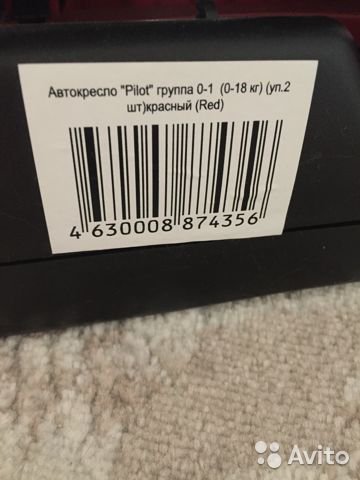 Автокресло "Pilot" группа 0-1 (0-18 кг) (уп.2
шт)красный (Red)
4 630008 874356
Avito